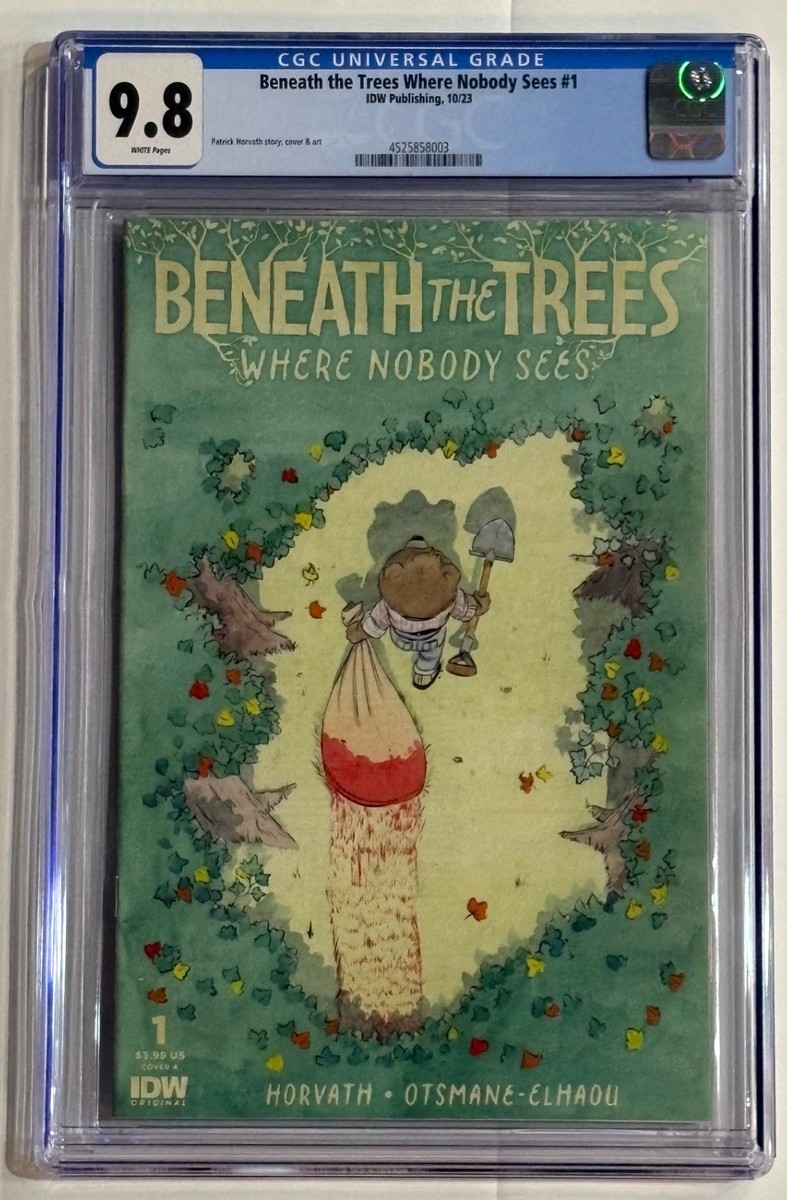 CGC UNIVERSAL GRADE
9.8
WHITE Pages
Beneath the Trees Where Nobody Sees #1
IDW Publishing, 10/23
Patrick Horvath story, cover & art
4525858003
CGC
BENEATH THE TREES
WHERE NOBODY SEES
1
$3.99 US
COVER A
IDW
ORIGINAL
HORVATH • OTSMANE-ELHAOU